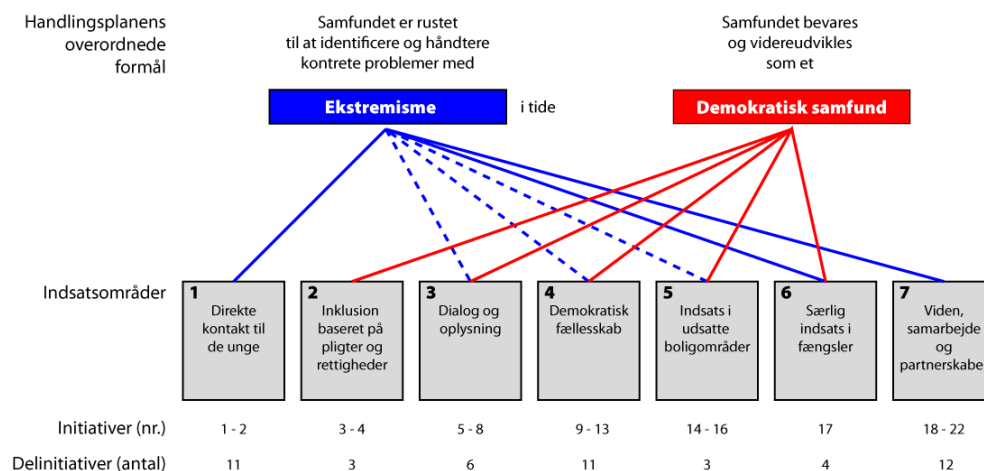 Handlingsplanens
overordnede
formål
Samfundet er rustet
til at identificere og håndtere
kontrete problemer med
Samfundet bevares
og videreudvikles
som et
Ekstremisme
i tide
Demokratisk samfund
Indsatsområder
1
Direkte
kontakt til
de unge
2
Inklusion
baseret på
pligter og
rettigheder
3
Dialog og
oplysning
4
Demokratisk
fællesskab
5
Indsats i
udsatte
boligområder
6
Særlig
indsats i
fængsler
7
Viden,
samarbejde
og
partnerskaber
Initiativer (nr.) 1 - 2 3 - 4 5 - 8 9 - 13 14 - 16 17 18 - 22
Delinitiativer (antal) 11 3 6 11 3 4 12